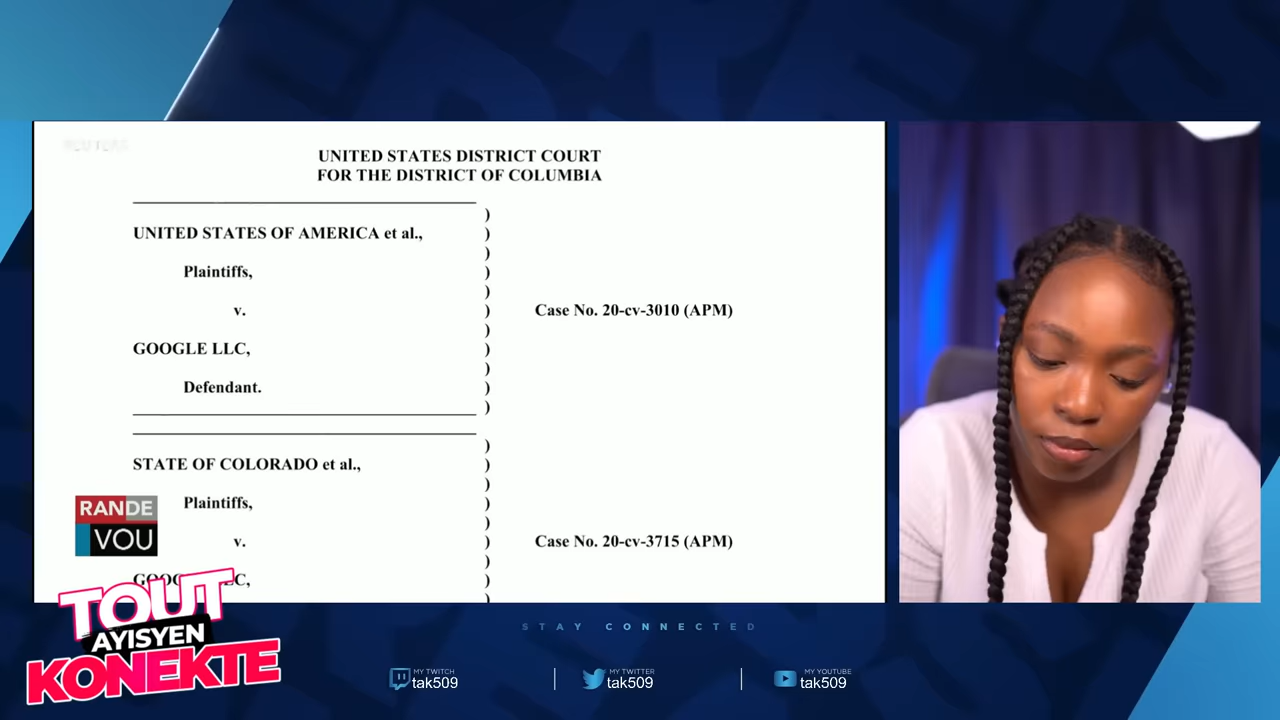 UNITED STATES DISTRICT COURT
FOR THE DISTRICT OF COLUMBIA
UNITED STATES OF AMERICA et al.,
Plaintiffs,
v.
Case No. 20-cv-3010 (APM)
GOOGLE LLC,
Defendant.
STATE OF COLORADO et al.,
Plaintiffs,
v.
Case No. 20-cv-3715 (APM)
RANDE
VOU
TOUT
AYISYEN
KONEKTE
STAY CONNECTED
MY TWITCH
tak509
MY TWITTER
tak509
MY YOUTUBE
tak509